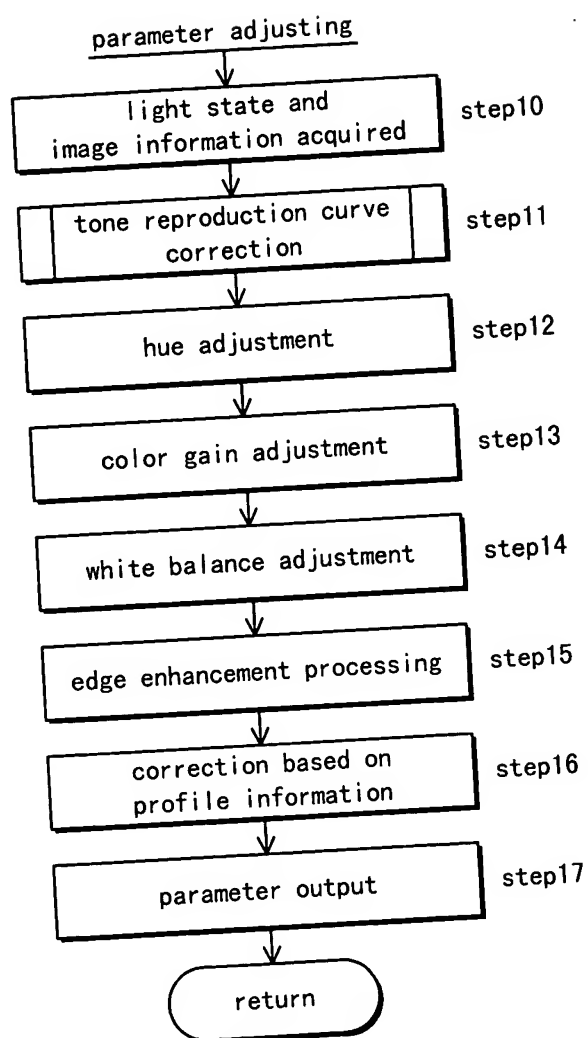 parameter adjusting
light state and
image information acquired
step10
tone reproduction curve
correction
step11
hue adjustment
step12
color gain adjustment
step13
white balance adjustment
step14
edge enhancement processing
step15
correction based on
profile information
step16
parameter output
step17
return